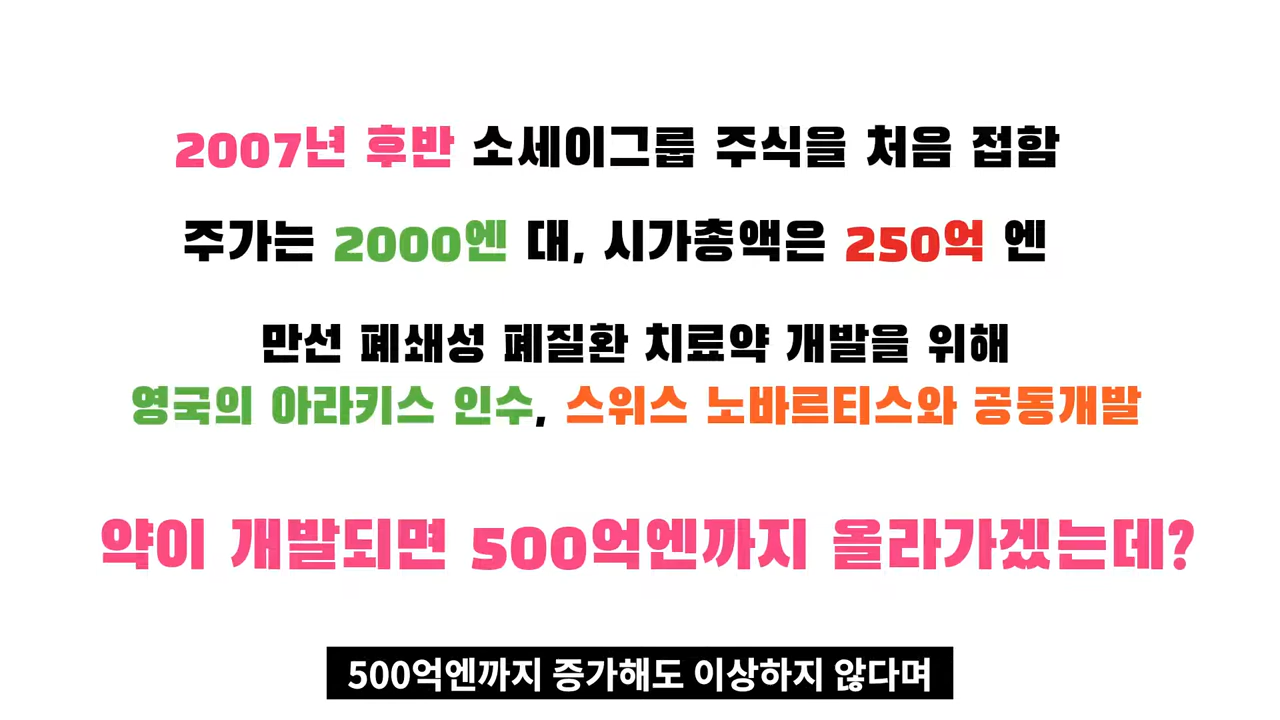 2007년 후반 소세이그룹 주식을 처음 접함
주가는 2000엔 대, 시가총액은 250억 엔
만선 폐쇄성 폐질환 치료약 개발을 위해
영국의 아라키스 인수, 스위스 노바르티스와 공동개발
약이 개발되면 500억엔까지 올라가겠는데?
500억엔까지 증가해도 이상하지 않다며